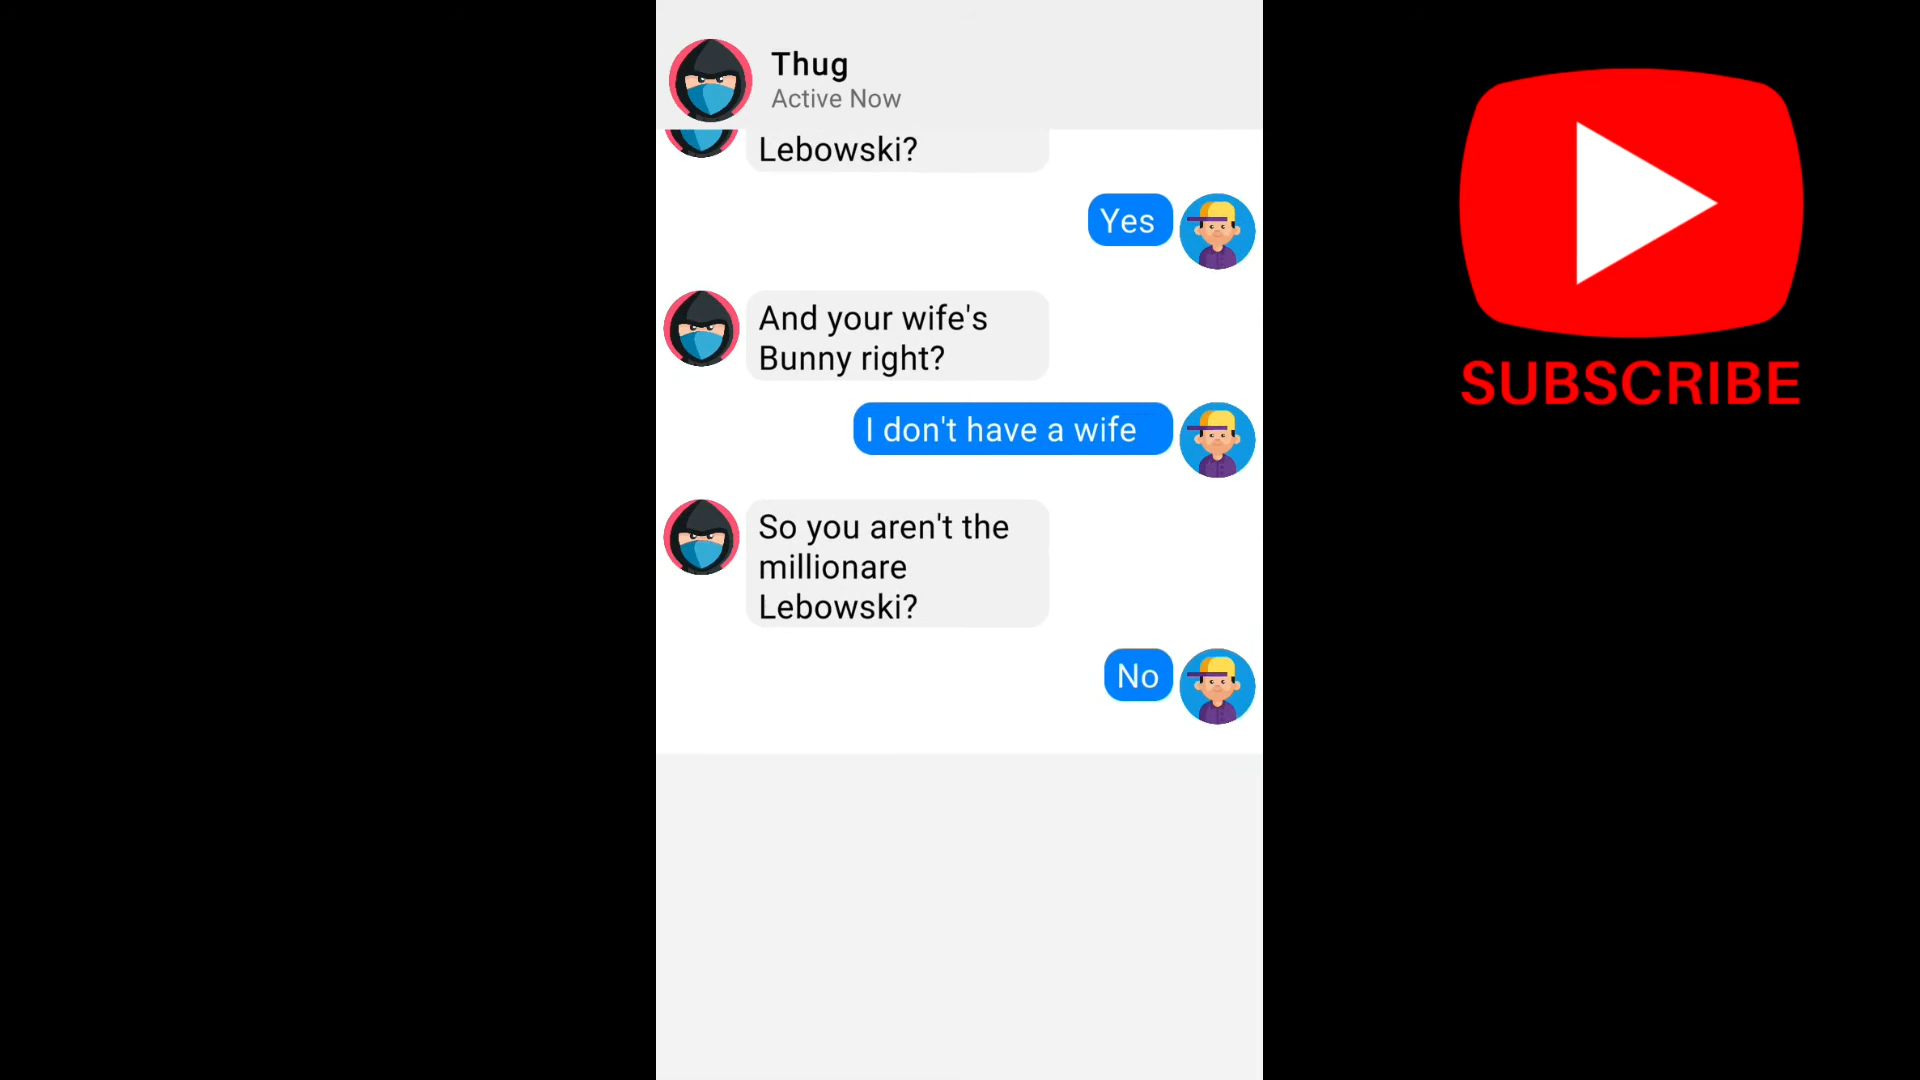 Thug
Active Now
Lebowski?
Yes
And your wife's
Bunny right?
I don't have a wife
So you aren't the
millionare
Lebowski?
No
SUBSCRIBE